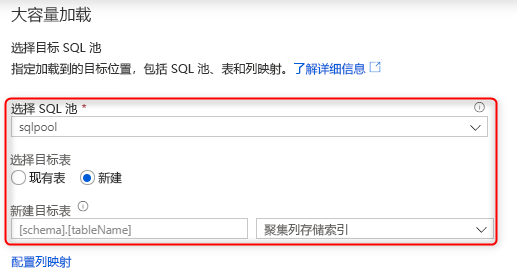 大容量加载
选择目标 SQL 池
指定加载到的目标位置，包括 SQL 池、表和列映射。了解详细信息
选择 SQL 池 *
sqlpool
选择目标表
现有表 新建
新建目标表
[schema].[tableName] 聚集列存储索引
配置列映射